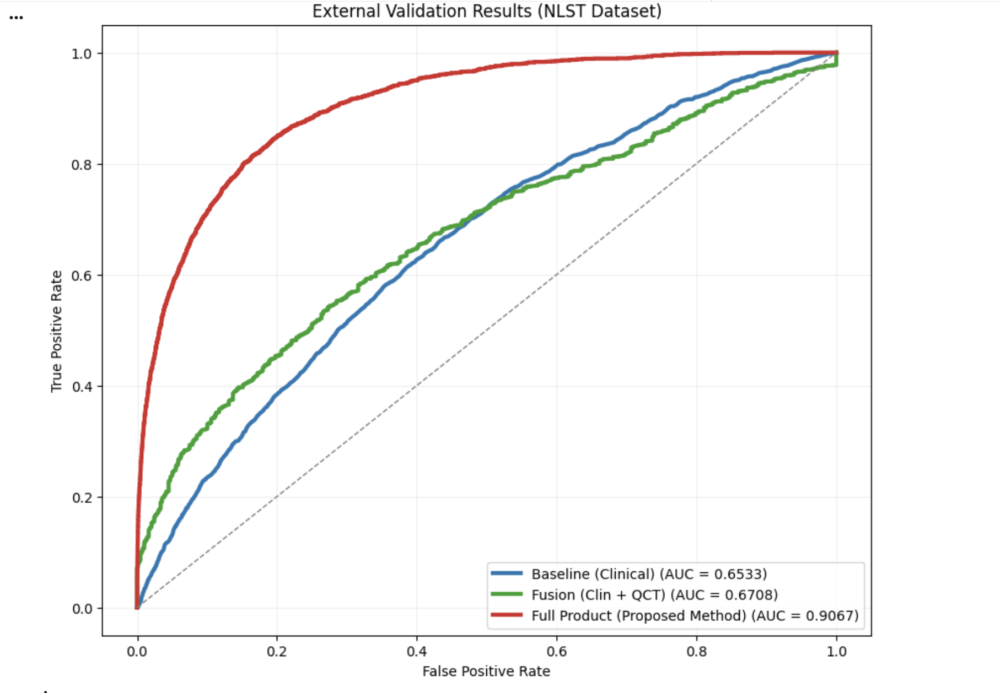 ...
External Validation Results (NLST Dataset)
1.0
0.8
0.6
0.4
0.2
0.0
True Positive Rate
Baseline (Clinical) (AUC = 0.6533)
Fusion (Clin + QCT) (AUC = 0.6708)
Full Product (Proposed Method) (AUC = 0.9067)
0.0 0.2 0.4 0.6 0.8 1.0
False Positive Rate